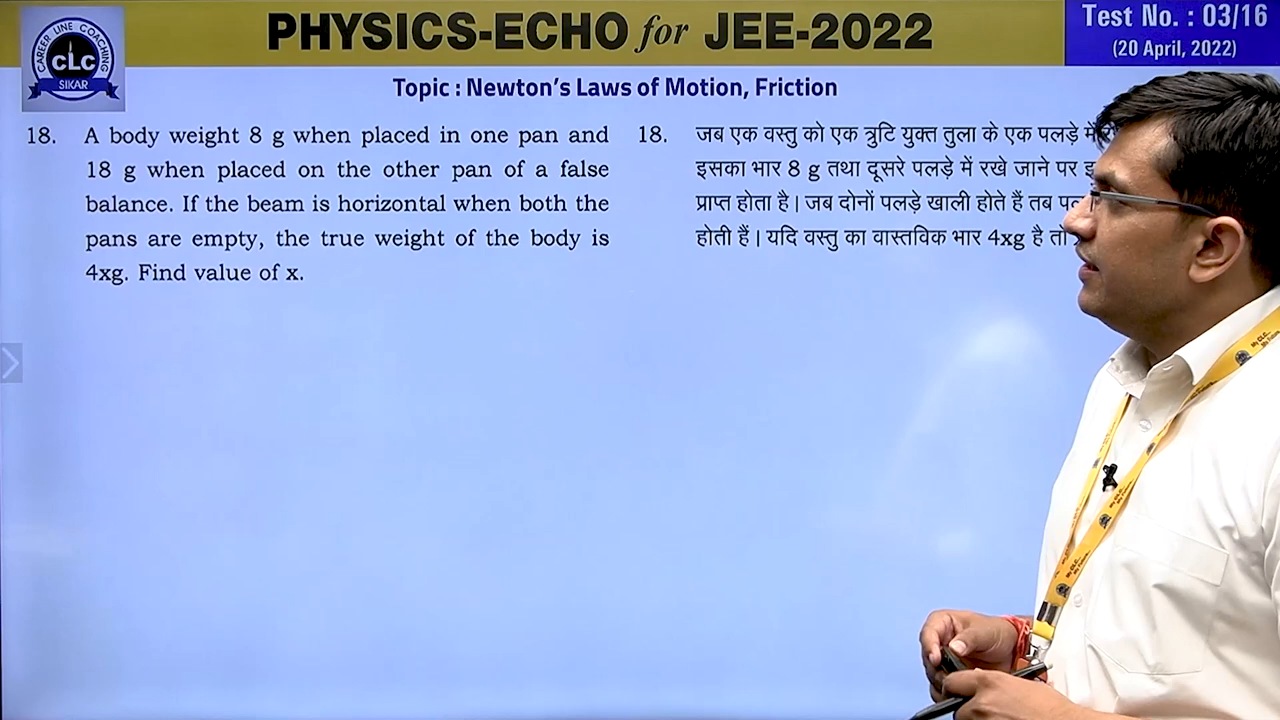 PHYSICS-ECHO for JEE-2022
Test No. : 03/16
(20 April, 2022)
CAREER LINE COACHING
CLC
SIKAR
Topic : Newton's Laws of Motion, Friction
18. A body weight 8 g when placed in one pan and
18 g when placed on the other pan of a false
balance. If the beam is horizontal when both the
pans are empty, the true weight of the body is
4xg. Find value of x.
18. जब एक वस्तु को एक त्रुटि युक्त तुला के एक पलड़े में
इसका भार 8 g तथा दूसरे पलड़े में रखे जाने पर
प्राप्त होता है। जब दोनों पलड़े खाली होते हैं तब
होती हैं। यदि वस्तु का वास्तविक भार 4xg है तो
My CLC..
My Future..